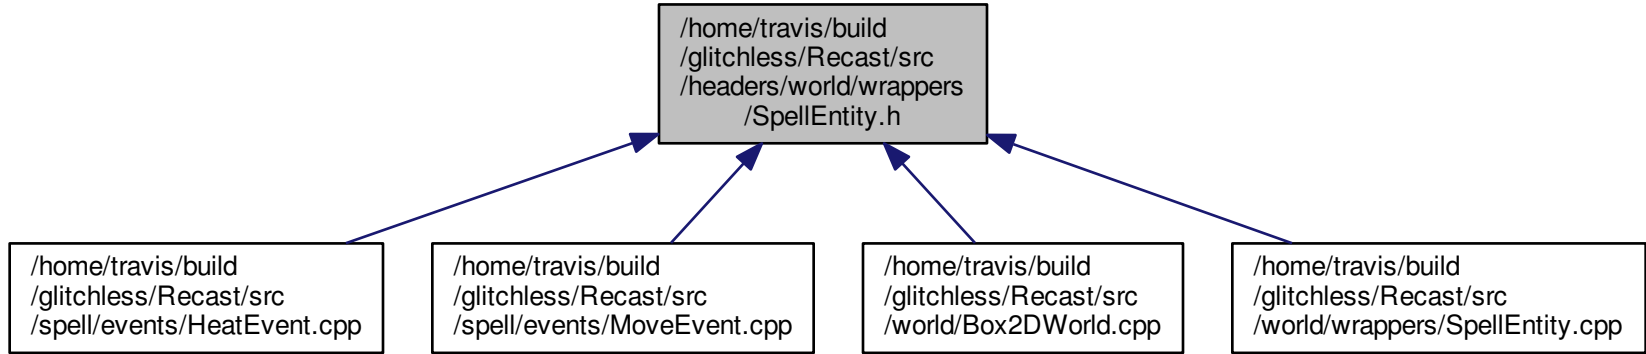 /home/travis/build
/glitchless/Recast/src
/headers/world/wrappers
/SpellEntity.h
/home/travis/build
/glitchless/Recast/src
/spell/events/HeatEvent.cpp
/home/travis/build
/glitchless/Recast/src
/spell/events/MoveEvent.cpp
/home/travis/build
/glitchless/Recast/src
/world/Box2DWorld.cpp
/home/travis/build
/glitchless/Recast/src
/world/wrappers/SpellEntity.cpp